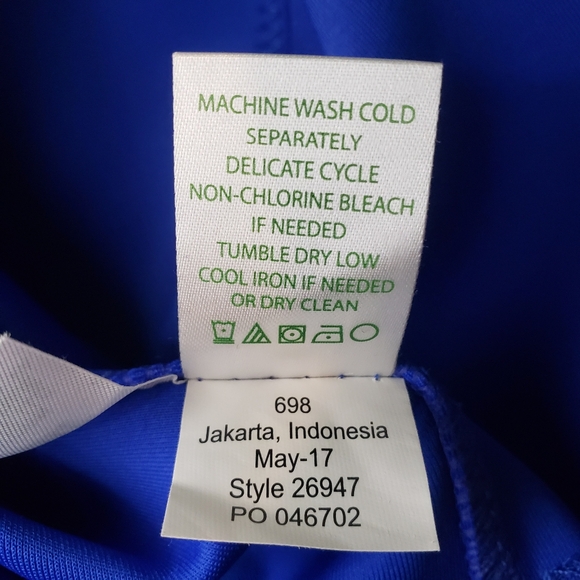 MACHINE WASH COLD
SEPARATELY
DELICATE CYCLE
NON-CHLORINE BLEACH
IF NEEDED
TUMBLE DRY LOW
COOL IRON IF NEEDED
OR DRY CLEAN
698
Jakarta, Indonesia
May-17
Style 26947
PO 046702